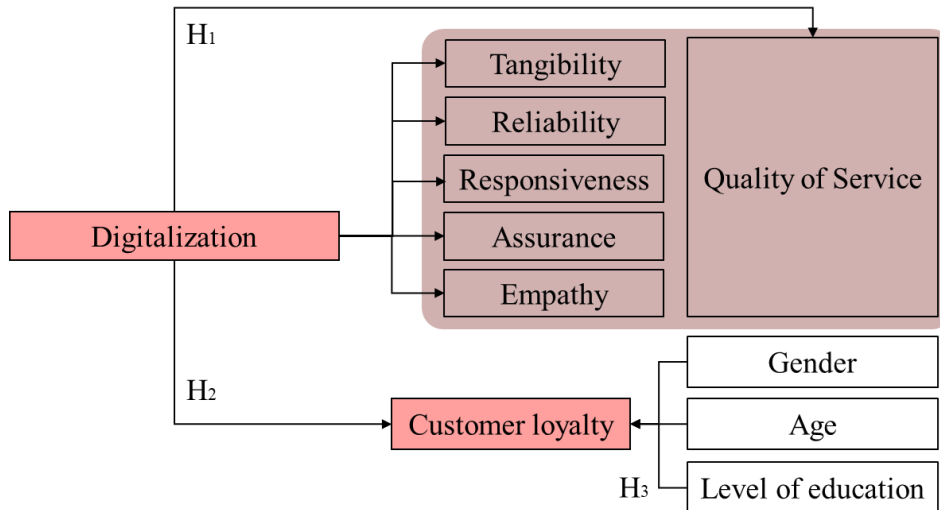 H₁
Tangibility
Reliability
Responsiveness
Quality of Service
Digitalization
Assurance
Empathy
Gender
H₂
Customer loyalty
Age
H₃
Level of education